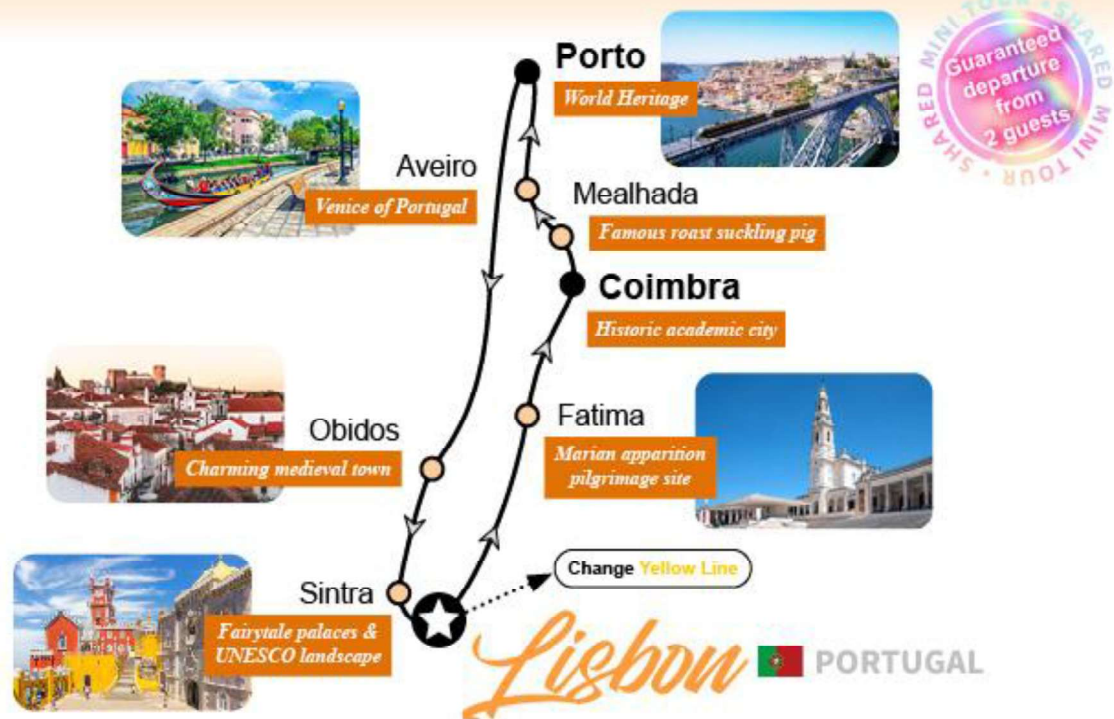 SHARED MINI TOUR • SHARED MINI TOUR •
Guaranteed
departure
from
2 guests
Porto
World Heritage
Aveiro
Venice of Portugal
Mealhada
Famous roast suckling pig
Coimbra
Historic academic city
Obidos
Charming medieval town
Fatima
Marian apparition
pilgrimage site
Change Yellow Line
Sintra
Fairytale palaces &
UNESCO landscape
Lisbon
PORTUGAL